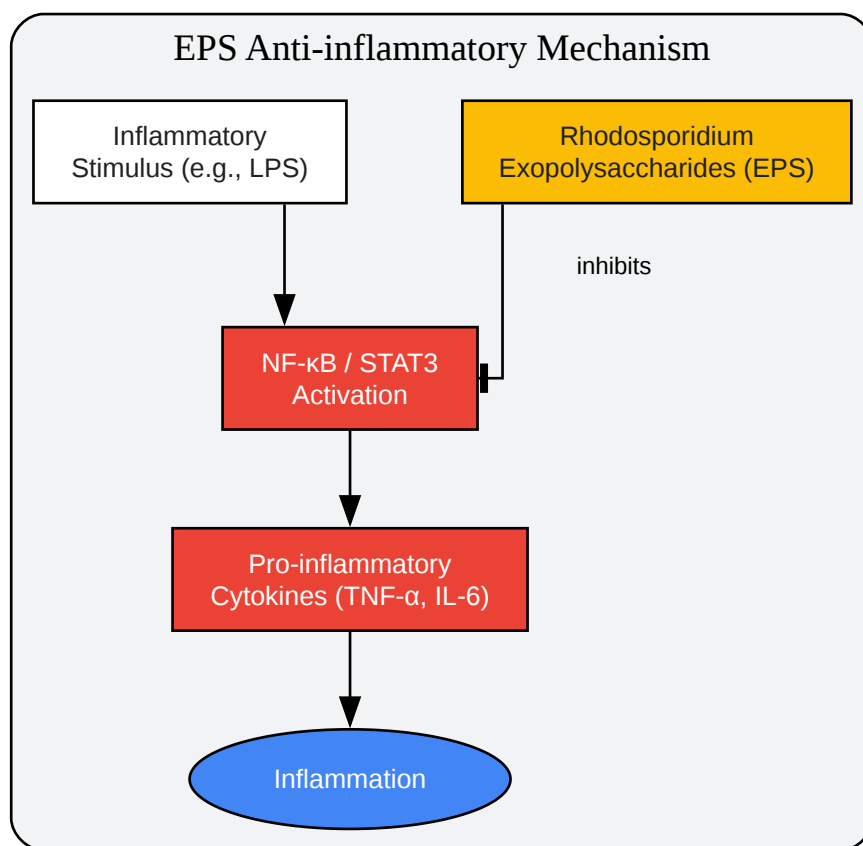 EPS Anti-inflammatory Mechanism
Inflammatory
Stimulus (e.g., LPS)
Rhodosporidium
Exopolysaccharides (EPS)
inhibits
NF-κB / STAT3
Activation
Pro-inflammatory
Cytokines (TNF-α, IL-6)
Inflammation